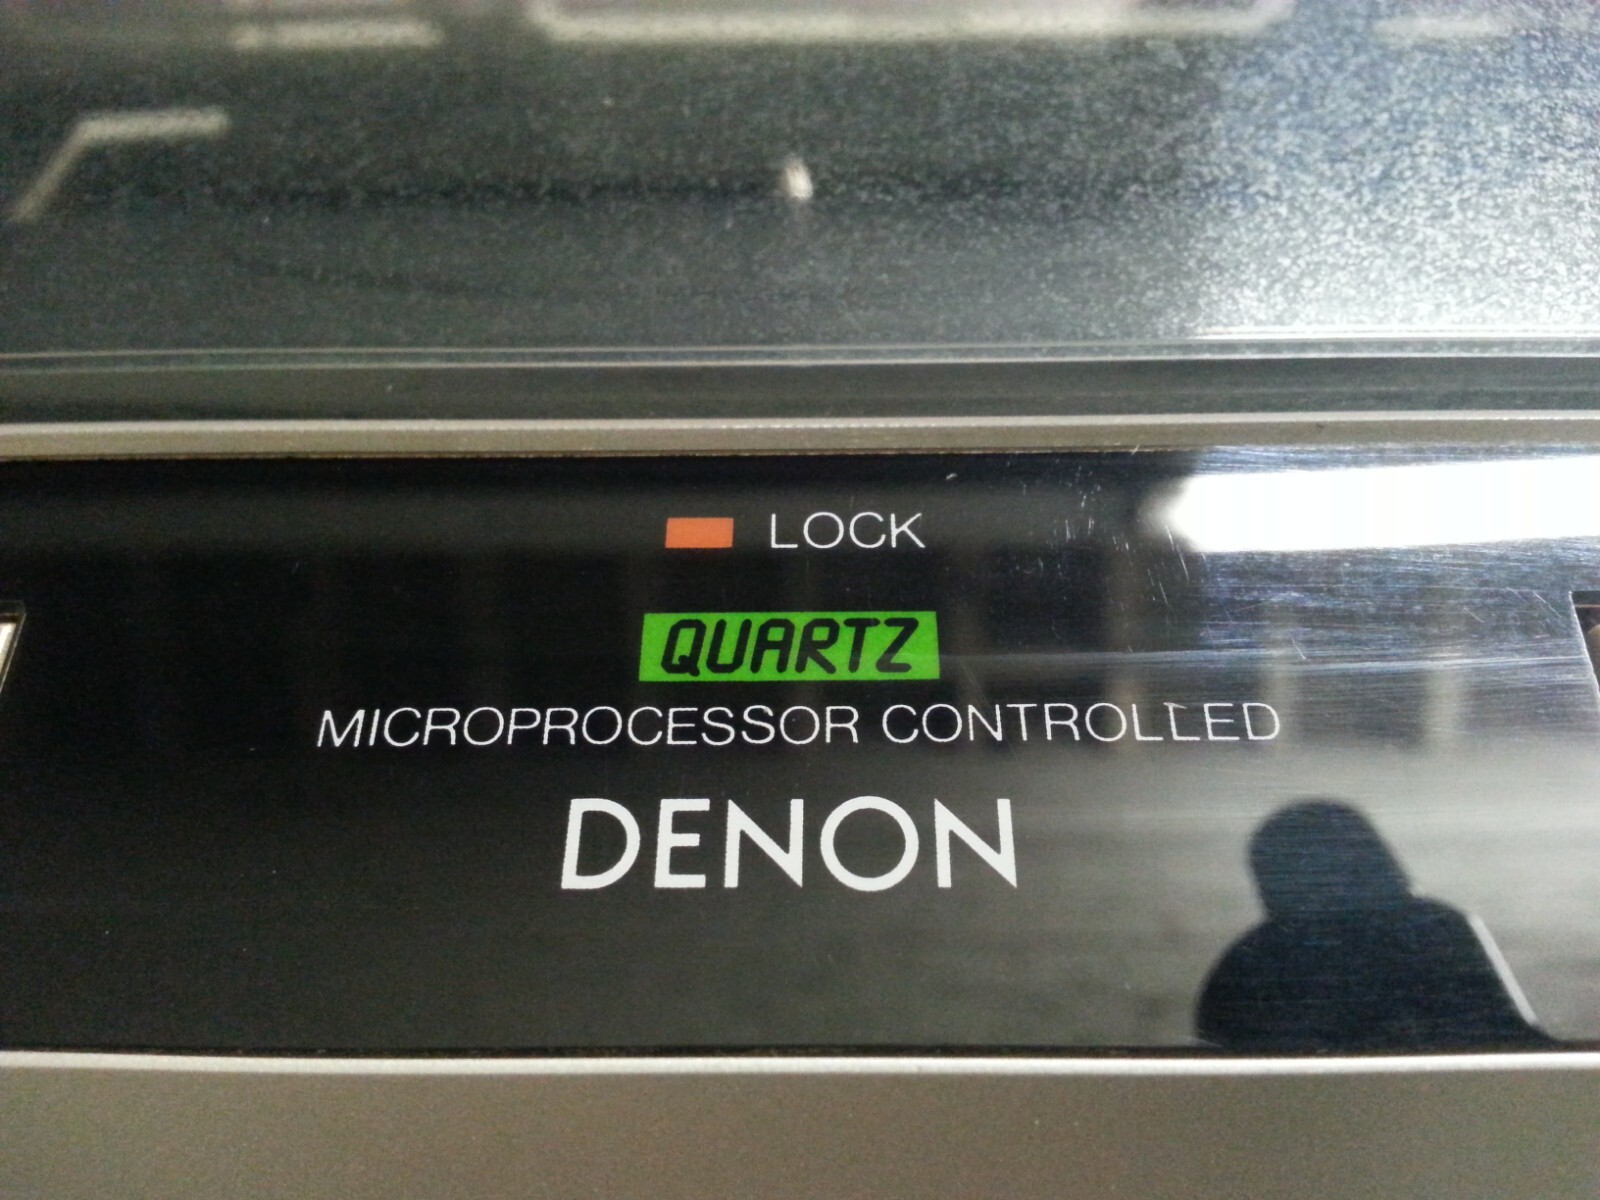 LOCK
QUARTZ
MICROPROCESSOR CONTROLLED
DENON